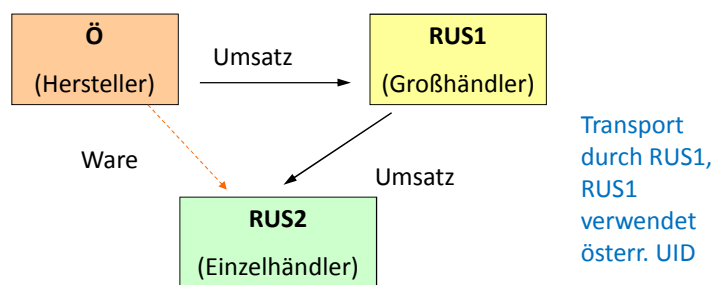 Ö
(Hersteller)
Umsatz
RUS1
(Großhändler)
Ware
Umsatz
RUS2
(Einzelhändler)
Transport
durch RUS1,
RUS1
verwendet
österr. UID